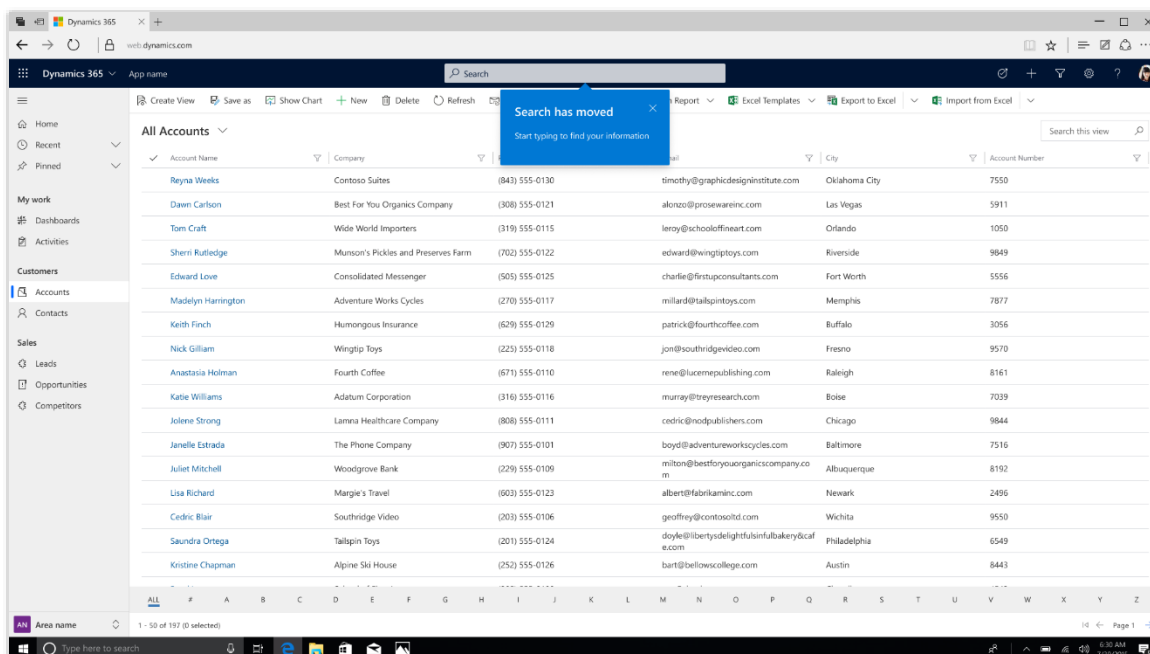 Dynamics 365
web.dynamics.com
Dynamics 365 App name Search ?
Create View Save as Show Chart + New Delete Refresh Report Excel Templates Export to Excel Import from Excel
Search has moved
Start typing to find your information
Home
Recent
Pinned
My work
Dashboards
Activities
Customers
Accounts
Contacts
Sales
Leads
Opportunities
Competitors
All Accounts Search this view
Account Name Company City Account Number
Reyna Weeks Contoso Suites (843) 555-0130 timothy@graphicdesigninstitute.com Oklahoma City 7550
Dawn Carlson Best For You Organics Company (308) 555-0121 alonzo@prosewareinc.com Las Vegas 5911
Tom Craft Wide World Importers (319) 555-0115 leroy@schooloffineart.com Orlando 1050
Sherri Rutledge Munson's Pickles and Preserves Farm (702) 555-0122 edward@wingtiptoys.com Riverside 9849
Edward Love Consolidated Messenger (505) 555-0125 charlie@firstupconsultants.com Fort Worth 5556
Madelyn Harrington Adventure Works Cycles (270) 555-0117 millard@tailspintoys.com Memphis 7877
Keith Finch Humongous Insurance (629) 555-0129 patrick@fourthcoffee.com Buffalo 3056
Nick Gilliam Wingtip Toys (225) 555-0118 jon@southridgevideo.com Fresno 9570
Anastasia Holman Fourth Coffee (671) 555-0110 rene@lucernepublishing.com Raleigh 8161
Katie Williams Adatum Corporation (316) 555-0116 murray@treyresearch.com Boise 7039
Jolene Strong Lamna Healthcare Company (808) 555-0111 cedric@nodpublishers.com Chicago 9844
Janelle Estrada The Phone Company (907) 555-0101 boyd@adventureworkscycles.com Baltimore 7516
Juliet Mitchell Woodgrove Bank (229) 555-0109 milton@bestforyouorganicscompany.co Albuquerque 8192
m
Lisa Richard Margie's Travel (603) 555-0123 albert@fabrikaminc.com Newark 2496
Cedric Blair Southridge Video (203) 555-0106 geoffrey@contosoltd.com Wichita 9550
Saundra Ortega Tailspin Toys (201) 555-0124 doyle@libertysdelightfulsinfulbakery&caf Philadelphia 6549
e.com
Kristine Chapman Alpine Ski House (252) 555-0126 bart@bellowscollege.com Austin 8443
ALL # A B C D E F G H I J K L M N O P Q R S T U V W X Y Z
AN Area name 1 - 50 of 197 (0 selected) Page 1
Type here to search 6:30 AM